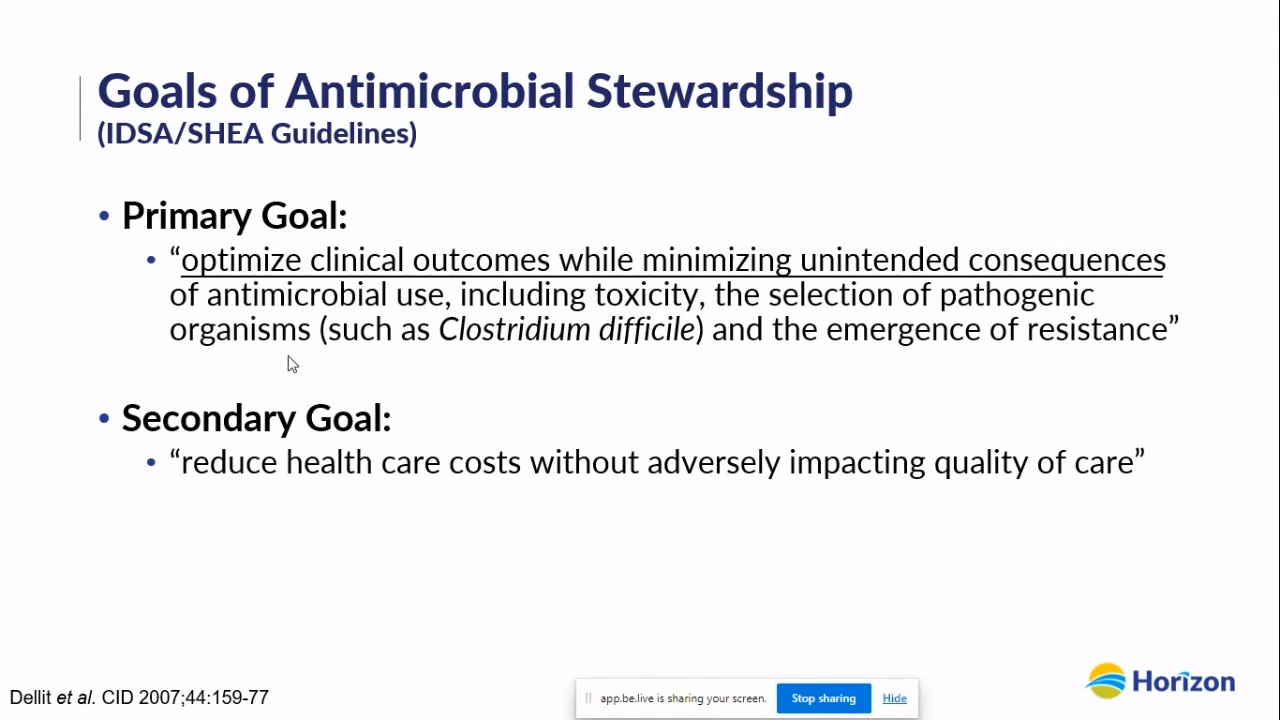 Goals of Antimicrobial Stewardship
(IDSA/SHEA Guidelines)
• Primary Goal:
• “optimize clinical outcomes while minimizing unintended consequences
of antimicrobial use, including toxicity, the selection of pathogenic
organisms (such as Clostridium difficile) and the emergence of resistance”
• Secondary Goal:
• “reduce health care costs without adversely impacting quality of care”
Dellit et al. CID 2007;44:159-77
app.be.live is sharing your screen. Stop sharing Hide
Horizon